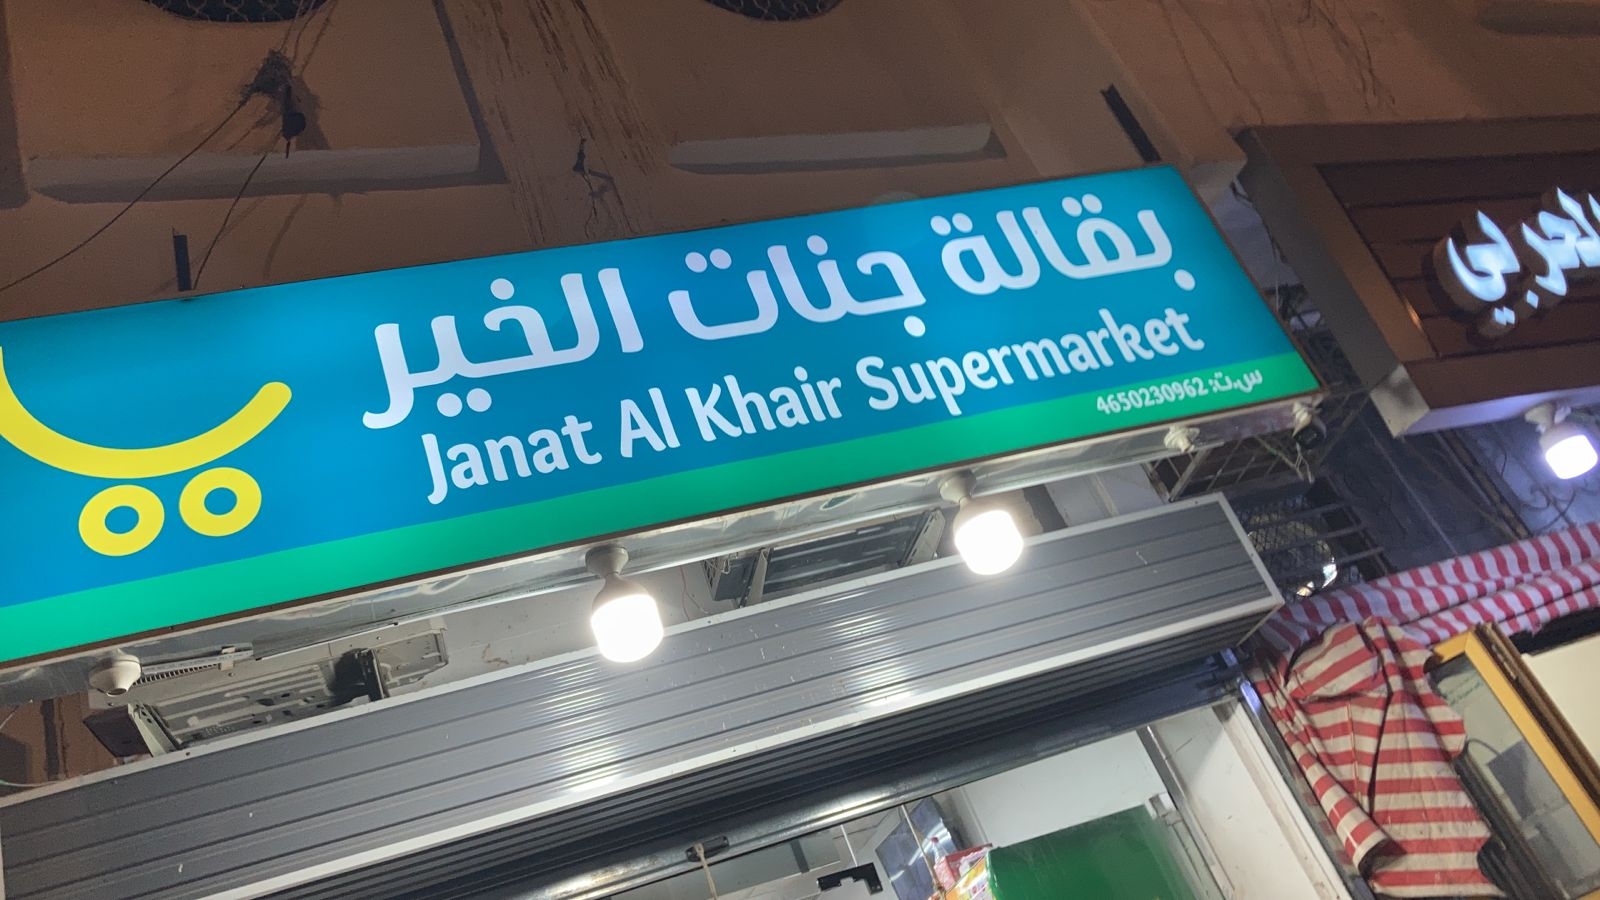 بقالة جنات الخير
Janat Al Khair Supermarket
س.ت: 4650230962